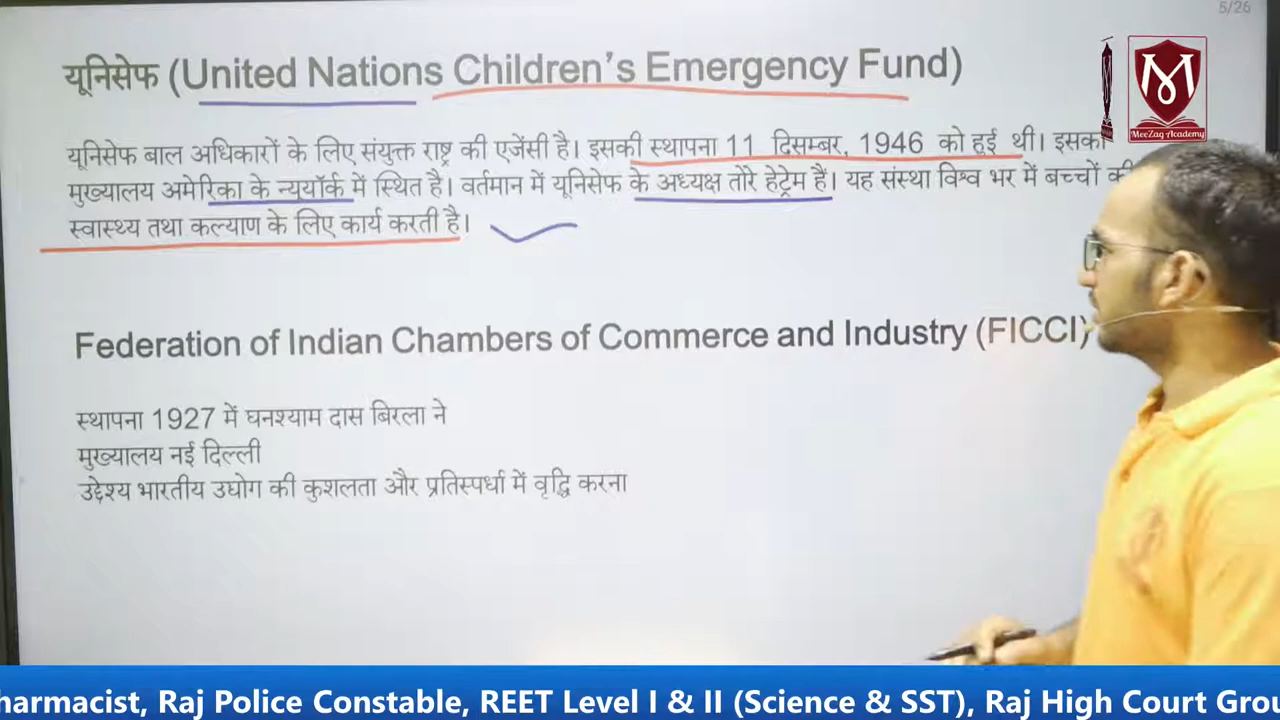 5/26
यूनिसेफ (United Nations Children's Emergency Fund)
MeeZaq Academy
यूनिसेफ बाल अधिकारों के लिए संयुक्त राष्ट्र की एजेंसी है। इसकी स्थापना 11 दिसम्बर, 1946 को हुई थी। इसका
मुख्यालय अमेरिका के न्यूयॉर्क में स्थित है। वर्तमान में यूनिसेफ के अध्यक्ष तोरे हेट्रेम है। यह संस्था विश्व भर में बच्चों की
स्वास्थ्य तथा कल्याण के लिए कार्य करती है।
Federation of Indian Chambers of Commerce and Industry (FICCI)
स्थापना 1927 में घनश्याम दास बिरला ने
मुख्यालय नई दिल्ली
उद्देश्य भारतीय उघोग की कुशलता और प्रतिस्पर्धा में वृद्धि करना
harmacist, Raj Police Constable, REET Level I & II (Science & SST), Raj High Court Grou